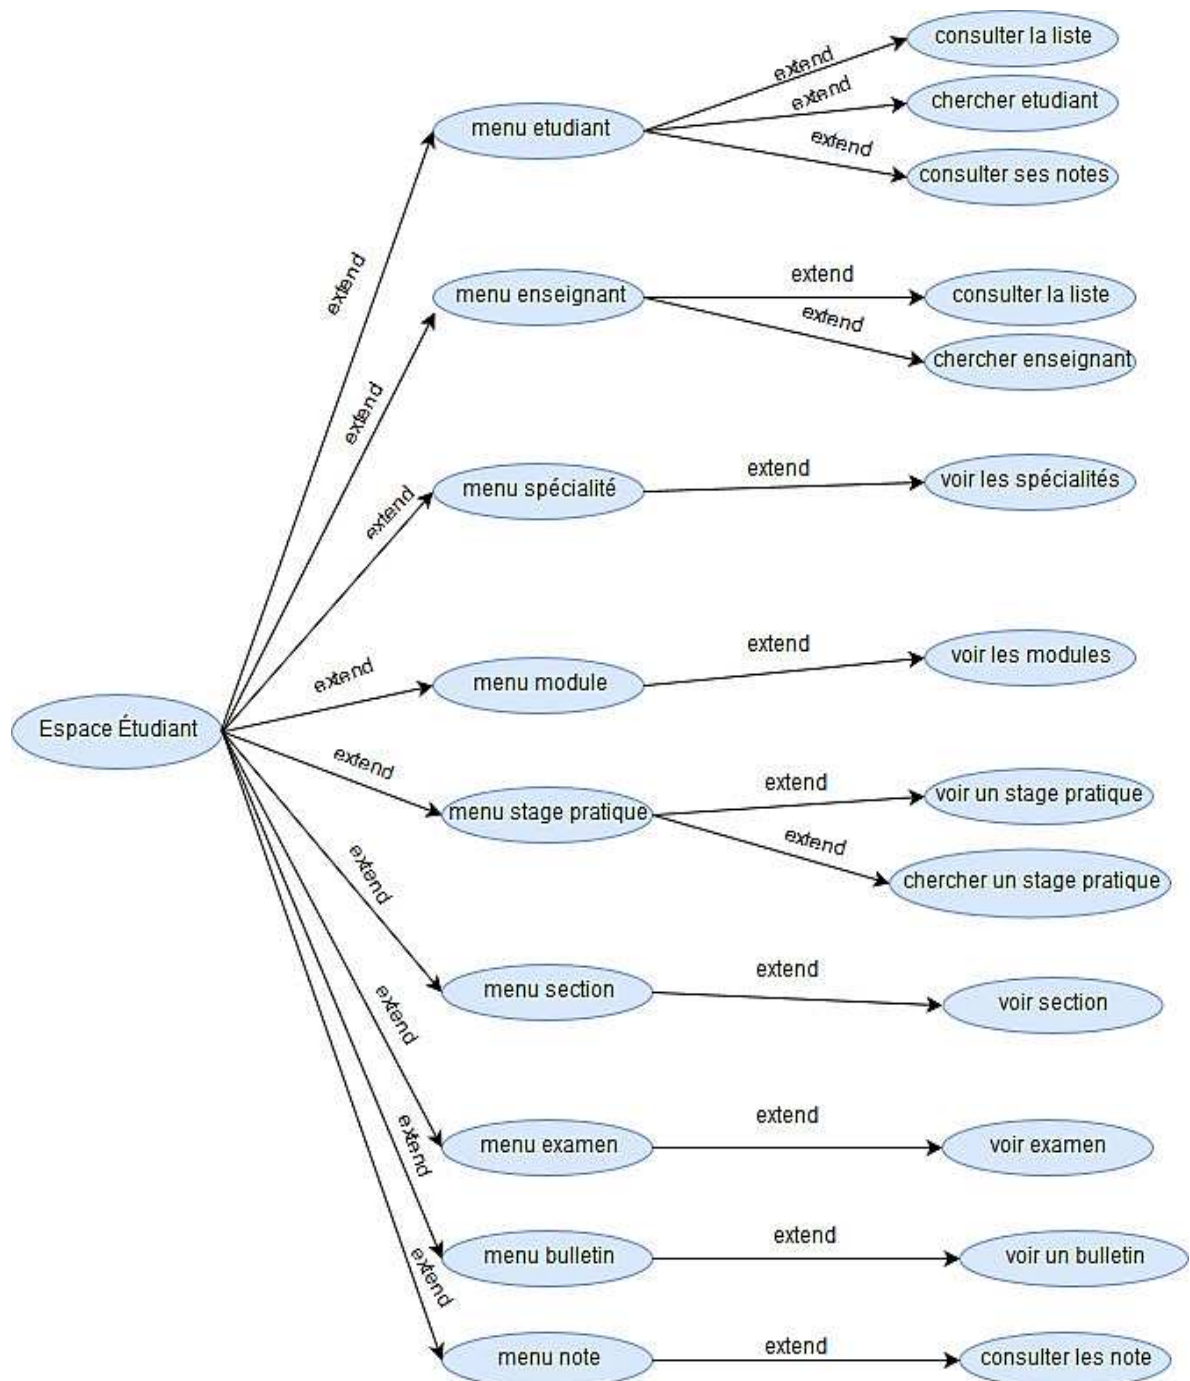 consulter la liste
extend
extend
chercher etudiant
menu etudiant
extend
consulter ses notes
extend
extend
menu enseignant
consulter la liste
extend
chercher enseignant
extend
extend
voir les spécialités
menu spécialité
extend
extend
voir les modules
extend
menu module
Espace Étudiant
extend
extend
voir un stage pratique
menu stage pratique
extend
chercher un stage pratique
extend
extend
menu section
voir section
extend
extend
menu examen
voir examen
extend
extend
menu bulletin
voir un bulletin
extend
extend
menu note
consulter les note